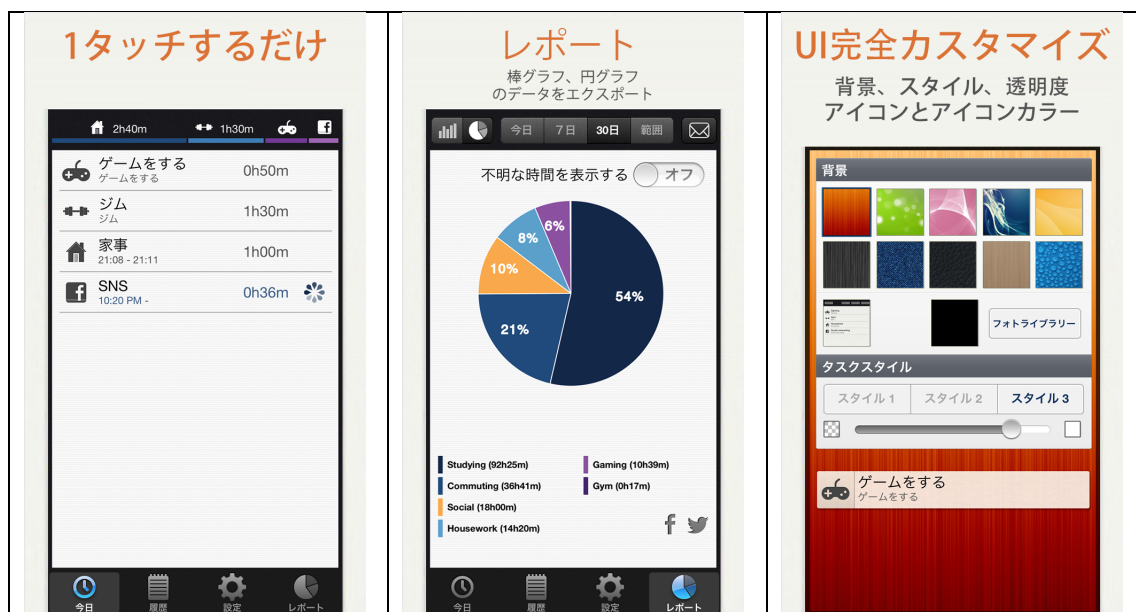 1タッチするだけ
2h40m
1h30m
ゲームをする
ゲームをする
0h50m
ジム
ジム
1h30m
家事
21:08 - 21:11
1h00m
SNS
10:20 PM -
0h36m
今日
履歴
設定
レポート
レポート
棒グラフ、円グラフ
のデータをエクスポート
今日
7日
30日
範囲
不明な時間を表示する
オフ
6%
8%
10%
54%
21%
Studying (92h25m)
Gaming (10h39m)
Commuting (36h41m)
Gym (0h17m)
Social (18h00m)
Housework (14h20m)
今日
履歴
設定
レポート
UI完全カスタマイズ
背景、スタイル、透明度
アイコンとアイコンカラー
背景
フォトライブラリー
タスクスタイル
スタイル 1
スタイル 2
スタイル 3
ゲームをする
ゲームをする